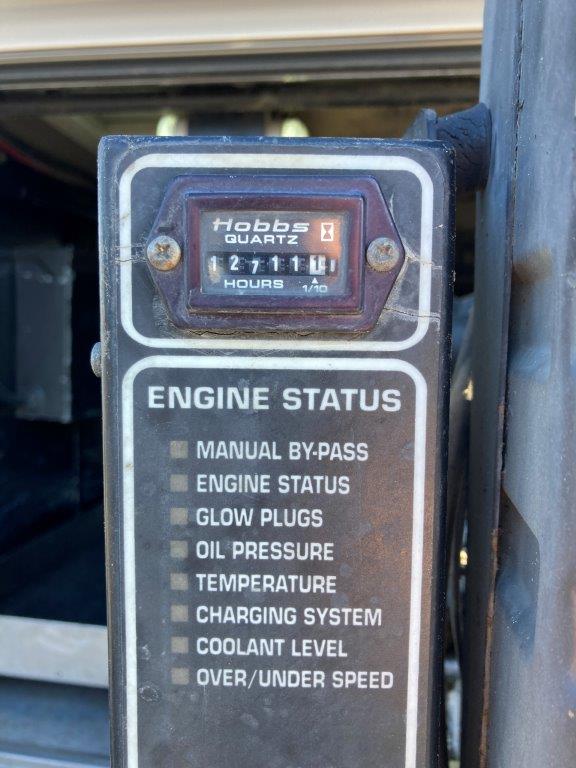 Hobbs
QUARTZ
127111
HOURS 1/10
ENGINE STATUS
MANUAL BY-PASS
ENGINE STATUS
GLOW PLUGS
OIL PRESSURE
TEMPERATURE
CHARGING SYSTEM
COOLANT LEVEL
OVER/UNDER SPEED